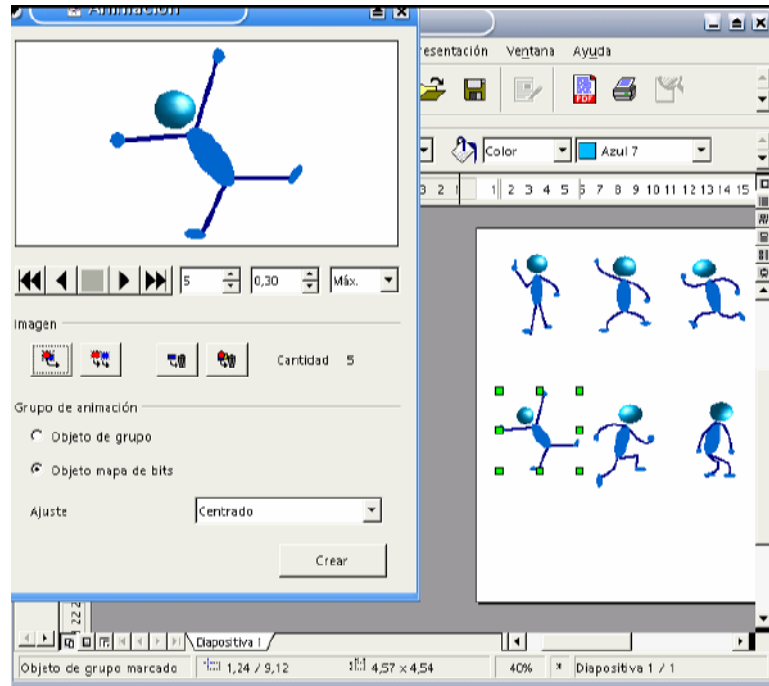 Animación
resentación Ventana Ayuda
PDF
Color Azul 7
3 2 1 1 2 3 4 5 6 7 8 9 10 11 12 13 14 15
5 0,30 Máx.
Imagen
Cantidad 5
Grupo de animación
Objeto de grupo
Objeto mapa de bits
Ajuste Centrado
Crear
22
Diapositiva 1
Objeto de grupo marcado 1,24 / 9,12 4,57 x 4,54 40% * Diapositiva 1 / 1